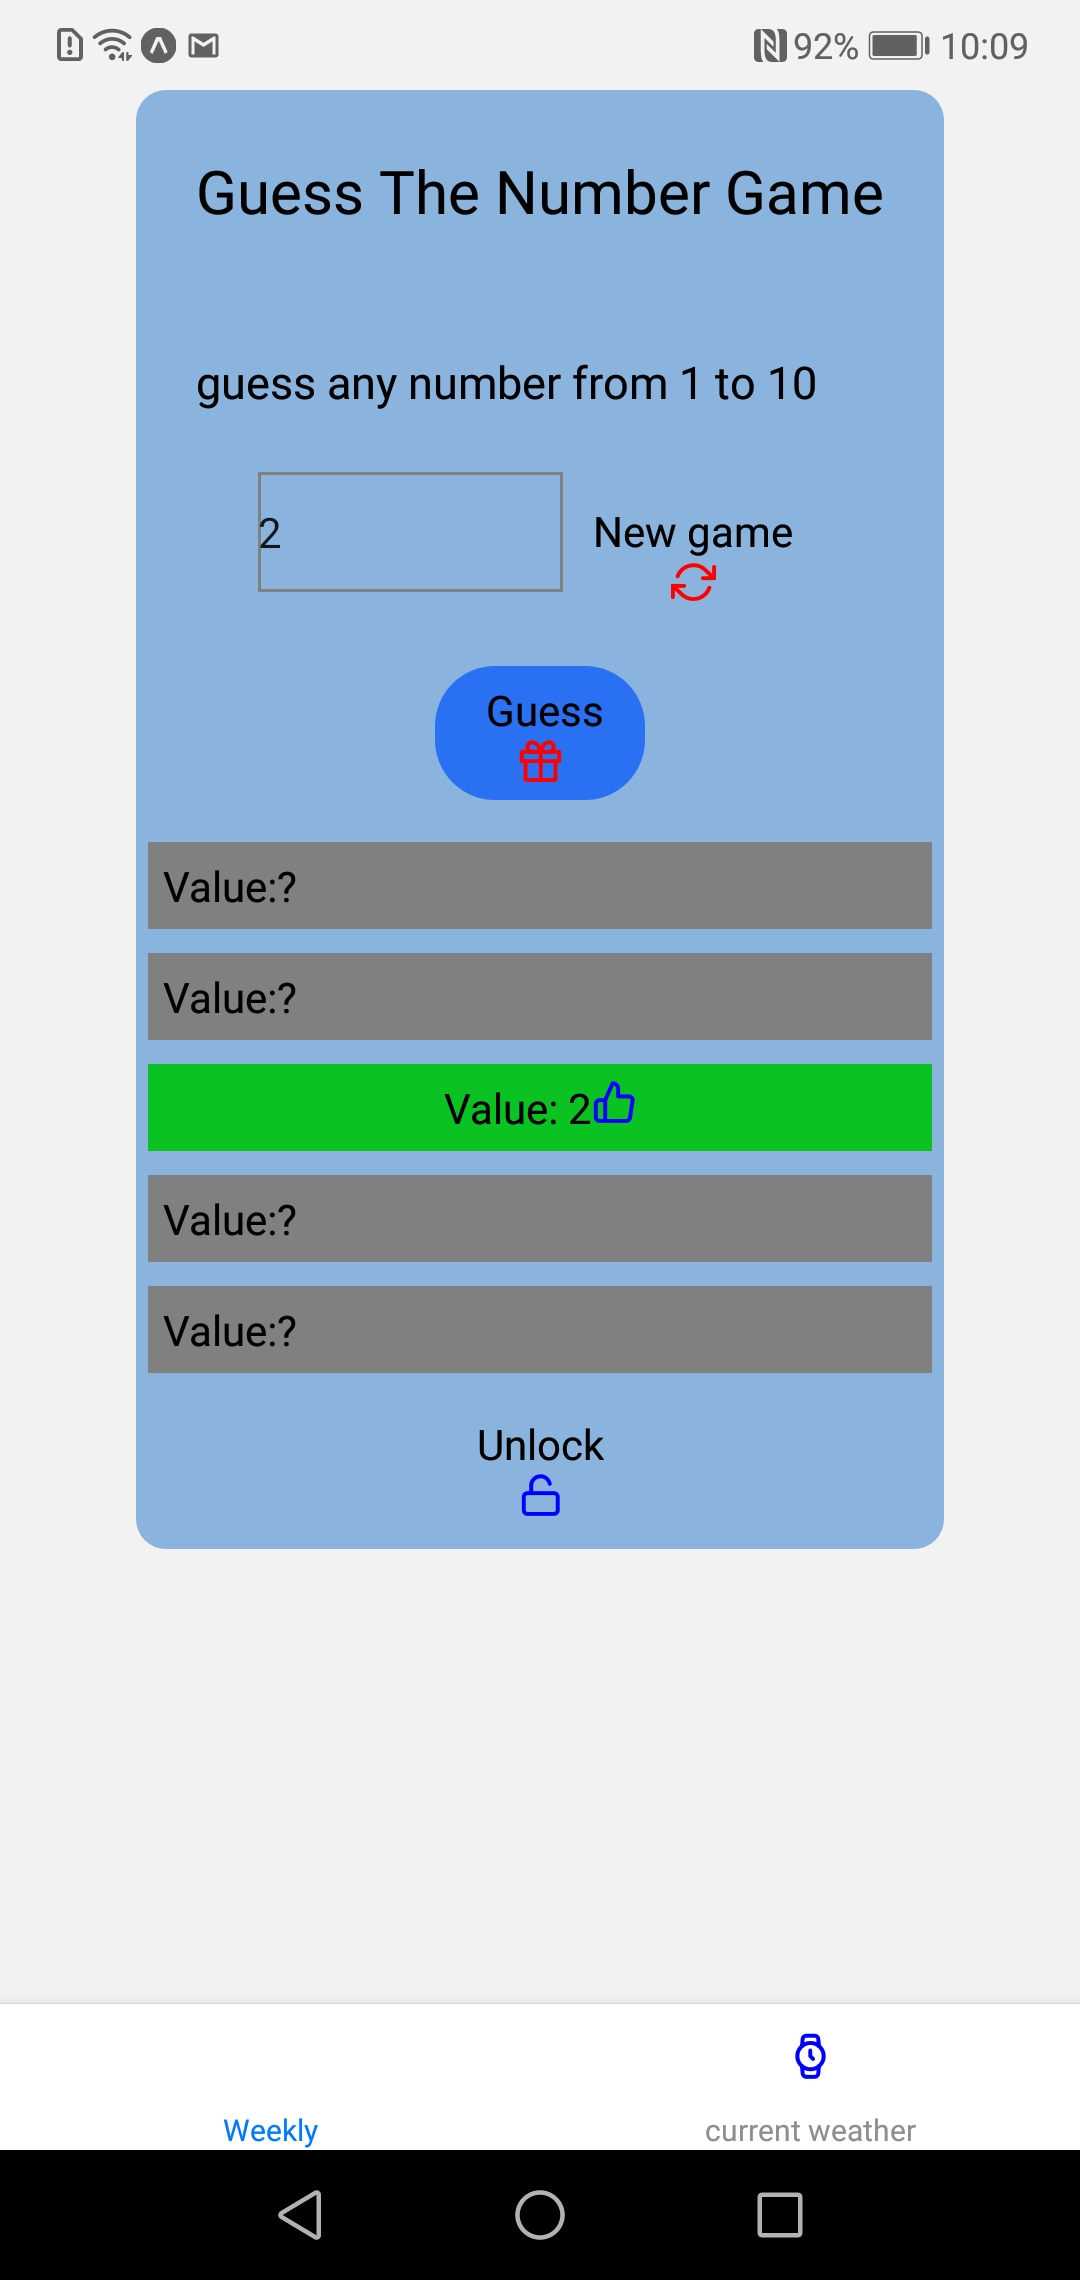 92% 10:09
Guess The Number Game
guess any number from 1 to 10
2
New game
Guess
Value:?
Value:?
Value: 2
Value:?
Value:?
Unlock
Weekly
current weather